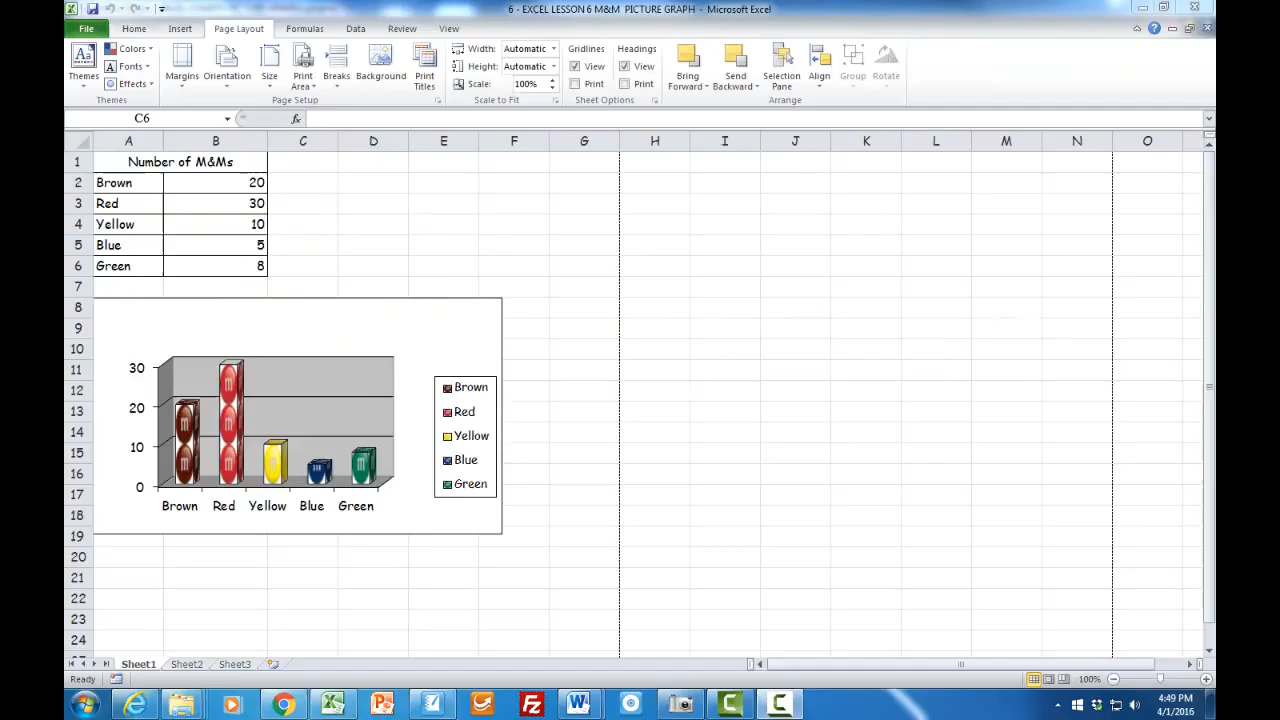 6 - EXCEL LESSON 6 M&M PICTURE GRAPH - Microsoft Excel
File Home Insert Page Layout Formulas Data Review View
Colors Width: Automatic Gridlines Headings
Fonts Height: Automatic View View
Themes Effects Margins Orientation Size Print Area Breaks Background Print Titles Scale: 100% Print Print Bring Forward Send Backward Selection Pane Align Group Rotate
Themes Page Setup Scale to Fit Sheet Options Arrange
C6 fx
A B C D E F G H I J K L M N O
1 Number of M&Ms
2 Brown 20
3 Red 30
4 Yellow 10
5 Blue 5
6 Green 8
7
8
9
10
11
12
13
14
15
16
17
18
19
20
21
22
23
24
30
20
10
0
Brown Red Yellow Blue Green
Brown
Red
Yellow
Blue
Green
Sheet1 Sheet2 Sheet3
Ready 100%
4:49 PM
4/1/2016